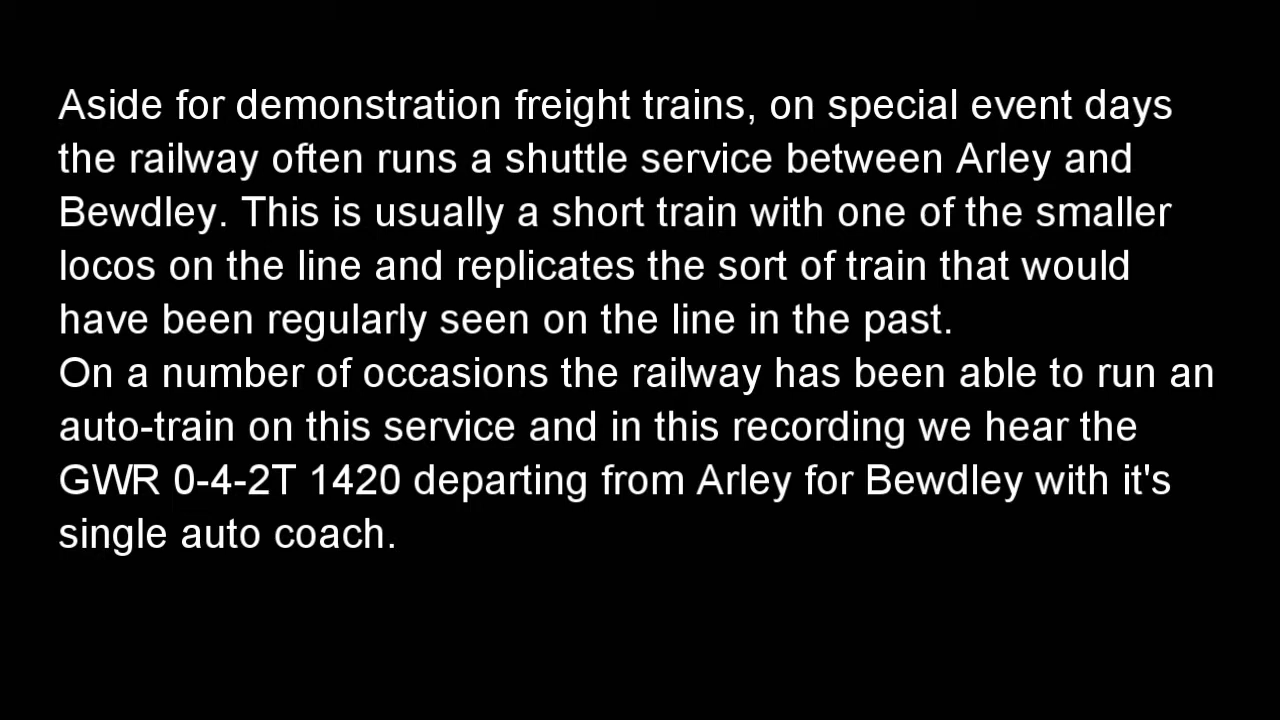 Aside for demonstration freight trains, on special event days
the railway often runs a shuttle service between Arley and
Bewdley. This is usually a short train with one of the smaller
locos on the line and replicates the sort of train that would
have been regularly seen on the line in the past.
On a number of occasions the railway has been able to run an
auto-train on this service and in this recording we hear the
GWR 0-4-2T 1420 departing from Arley for Bewdley with it's
single auto coach.